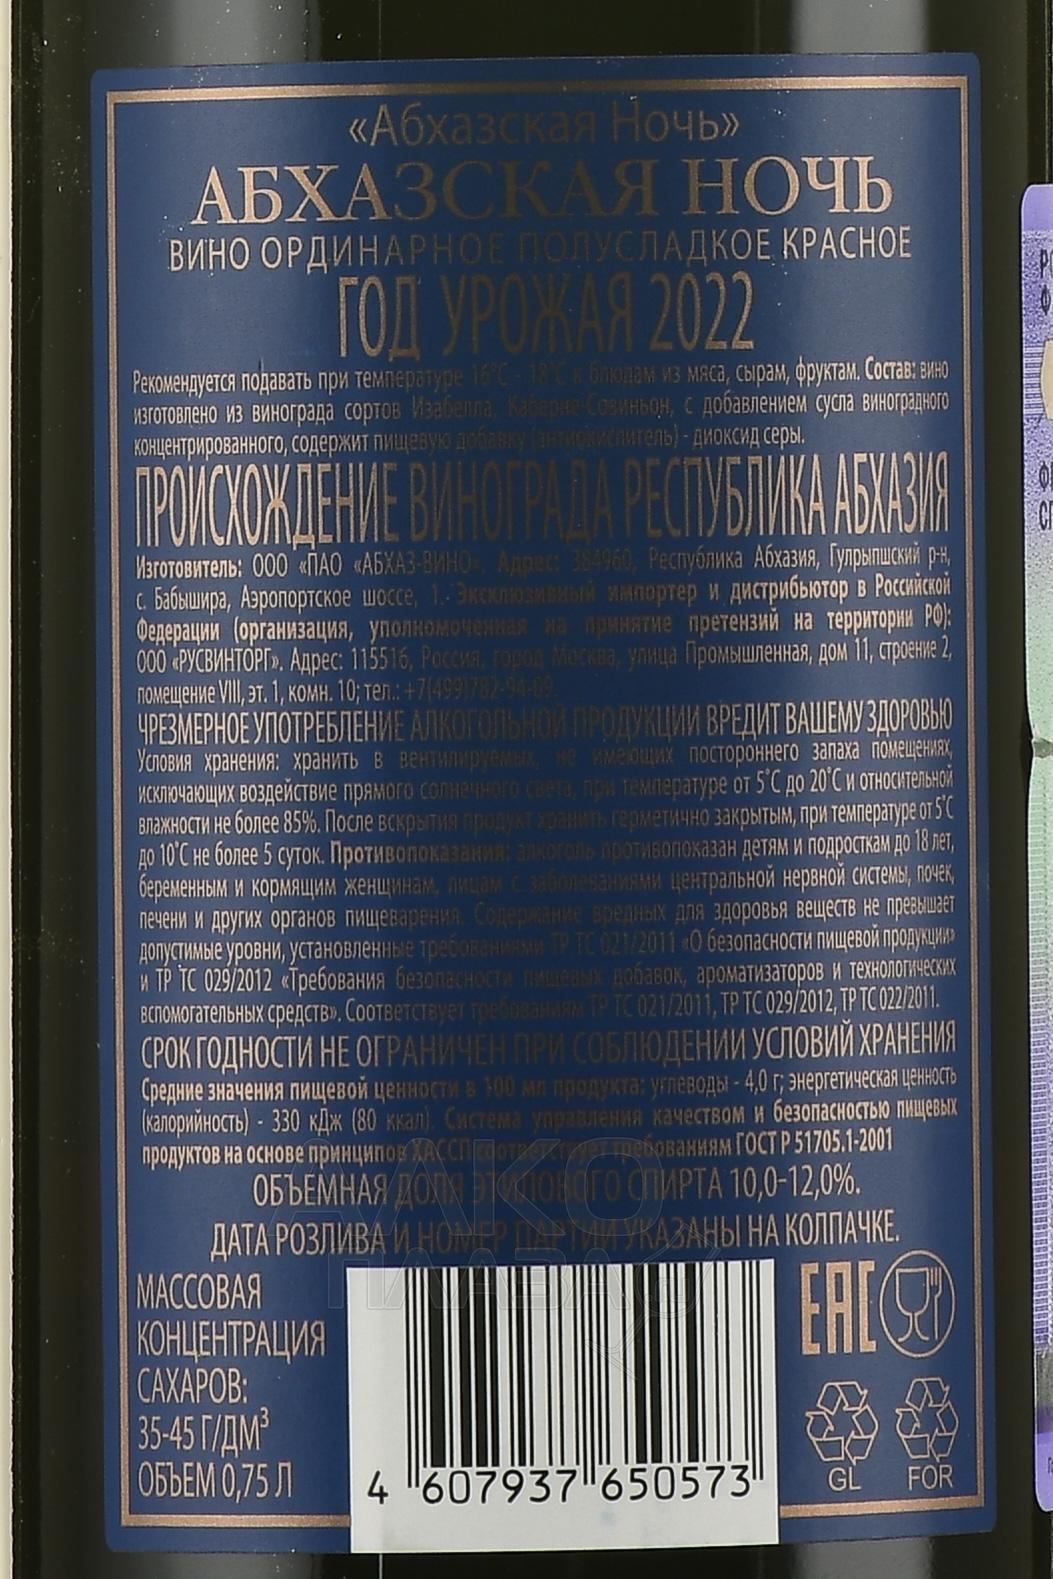 «Абхазская Ночь»
АБХАЗСКАЯ НОЧЬ
ВИНО ОРДИНАРНОЕ ПОЛУСЛАДКОЕ КРАСНОЕ
ГОД УРОЖАЯ 2022
Рекомендуется подавать при температуре 16˚С - 18˚С к блюдам из мяса, сырам, фруктам. Состав: вино
изготовлено из винограда сортов Изабелла, Каберне-Совиньон, с добавлением сусла виноградного
концентрированного, содержит пищевую добавку (антиокислитель) - диоксид серы.
ПРОИСХОЖДЕНИЕ ВИНОГРАДА РЕСПУБЛИКА АБХАЗИЯ
Изготовитель: ООО «ПАО «АБХАЗ-ВИНО». Адрес: 384960, Республика Абхазия, Гулрыпшский р-н,
с. Бабышира, Аэропортское шоссе, 1. Эксклюзивный импортер и дистрибьютор в Российской
Федерации (организация, уполномоченная на принятие претензий на территории РФ):
ООО «РУСВИНТОРГ». Адрес: 115516, Россия, город Москва, улица Промышленная, дом 11, строение 2,
помещение VIII, эт. 1, комн. 10; тел.: +7(499)782-94-09.
ЧРЕЗМЕРНОЕ УПОТРЕБЛЕНИЕ АЛКОГОЛЬНОЙ ПРОДУКЦИИ ВРЕДИТ ВАШЕМУ ЗДОРОВЬЮ
Условия хранения: хранить в вентилируемых, не имеющих постороннего запаха помещениях,
исключающих воздействие прямого солнечного света, при температуре от 5˚С до 20˚С и относительной
влажности не более 85%. После вскрытия продукт хранить герметично закрытым, при температуре от 5˚С
до 10˚С не более 5 суток. Противопоказания: алкоголь противопоказан детям и подросткам до 18 лет,
беременным и кормящим женщинам, лицам с заболеваниями центральной нервной системы, почек,
печени и других органов пищеварения. Содержание вредных для здоровья веществ не превышает
допустимые уровни, установленные требованиями ТР ТС 021/2011 «О безопасности пищевой продукции»
и ТР ТС 029/2012 «Требования безопасности пищевых добавок, ароматизаторов и технологических
вспомогательных средств». Соответствует требованиям ТР ТС 021/2011, ТР ТС 029/2012, ТР ТС 022/2011.
СРОК ГОДНОСТИ НЕ ОГРАНИЧЕН ПРИ СОБЛЮДЕНИИ УСЛОВИЙ ХРАНЕНИЯ
Средние значения пищевой ценности в 100 мл продукта: углеводы - 4,0 г; энергетическая ценность
(калорийность) - 330 кДж (80 ккал). Система управления качеством и безопасностью пищевых
продуктов на основе принципов ХАССП соответствует требованиям ГОСТ Р 51705.1-2001
ОБЪЕМНАЯ ДОЛЯ ЭТИЛОВОГО СПИРТА 10,0-12,0%.
ДАТА РОЗЛИВА И НОМЕР ПАРТИИ УКАЗАНЫ НА КОЛПАЧКЕ.
МАССОВАЯ
КОНЦЕНТРАЦИЯ
САХАРОВ:
35-45 Г/ДМ³
ОБЪЕМ 0,75 Л
4 607937 650573
ЕАС
GL
FOR